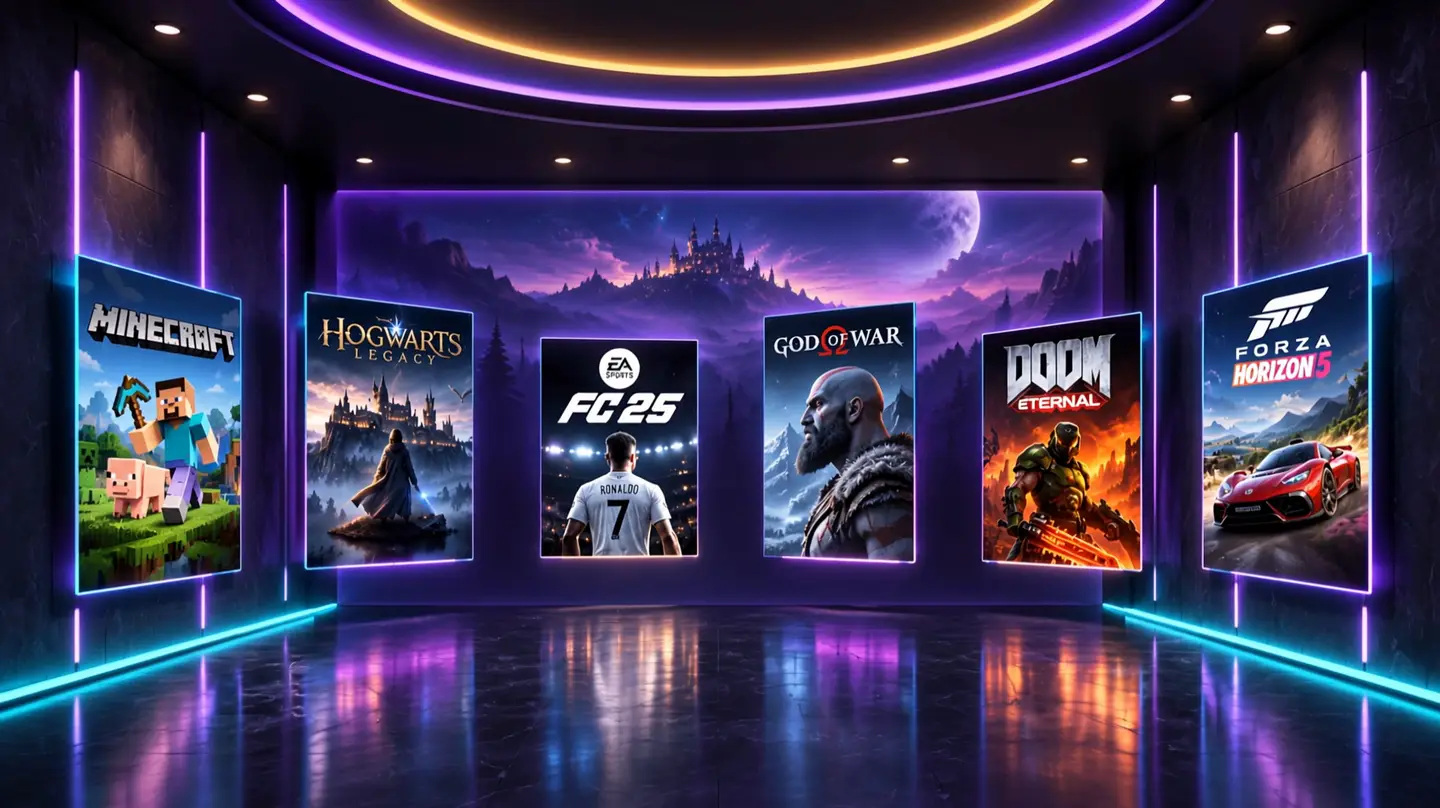 MINECRAFT
HOGWARTS
LEGACY
EA
SPORTS
FC 25
RONALDO
7
GOD OF WAR
DOOM
ETERNAL
FORZA
HORIZON 5